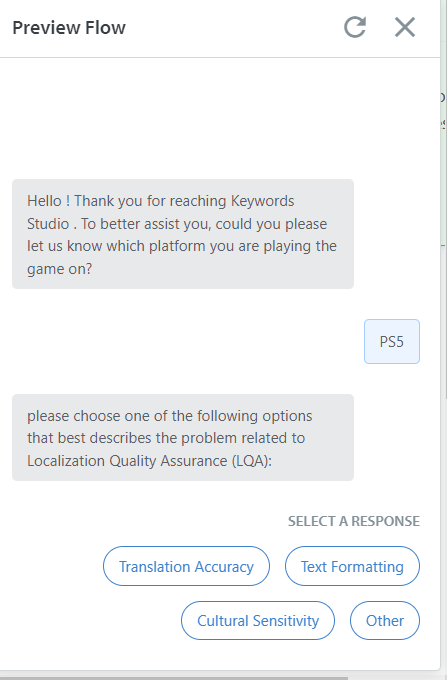 Preview Flow
Hello ! Thank you for reaching Keywords
Studio . To better assist you, could you please
let us know which platform you are playing the
game on?
PS5
please choose one of the following options
that best describes the problem related to
Localization Quality Assurance (LQA):
SELECT A RESPONSE
Translation Accuracy
Text Formatting
Cultural Sensitivity
Other